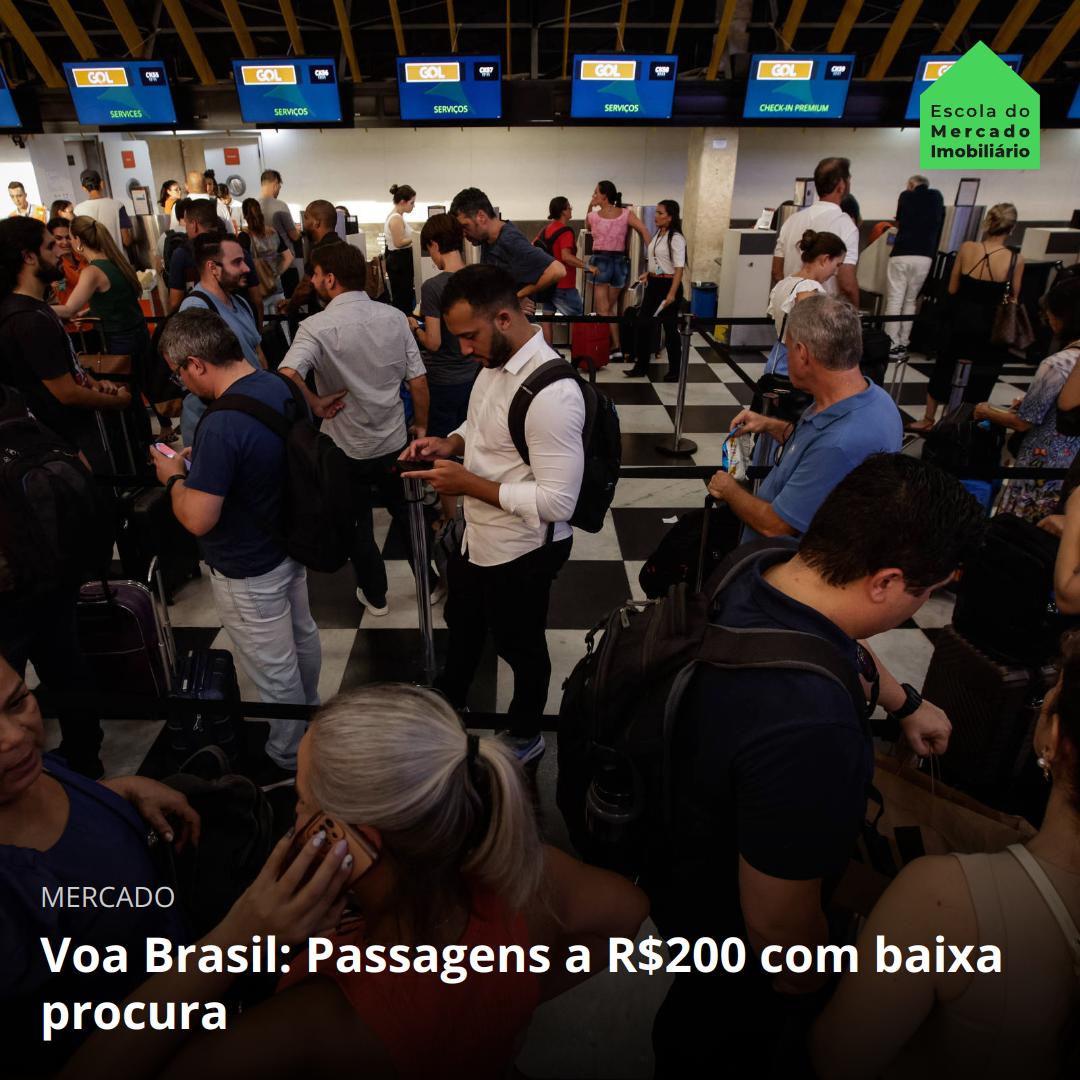 GOL
SERVICES
GOL
SERVIÇOS
GOL
SERVIÇOS
GOL
SERVIÇOS
GOL
CHECK-IN PREMIUM
Escola do
Mercado
Imobiliário
MERCADO
Voa Brasil: Passagens a R$200 com baixa
procura